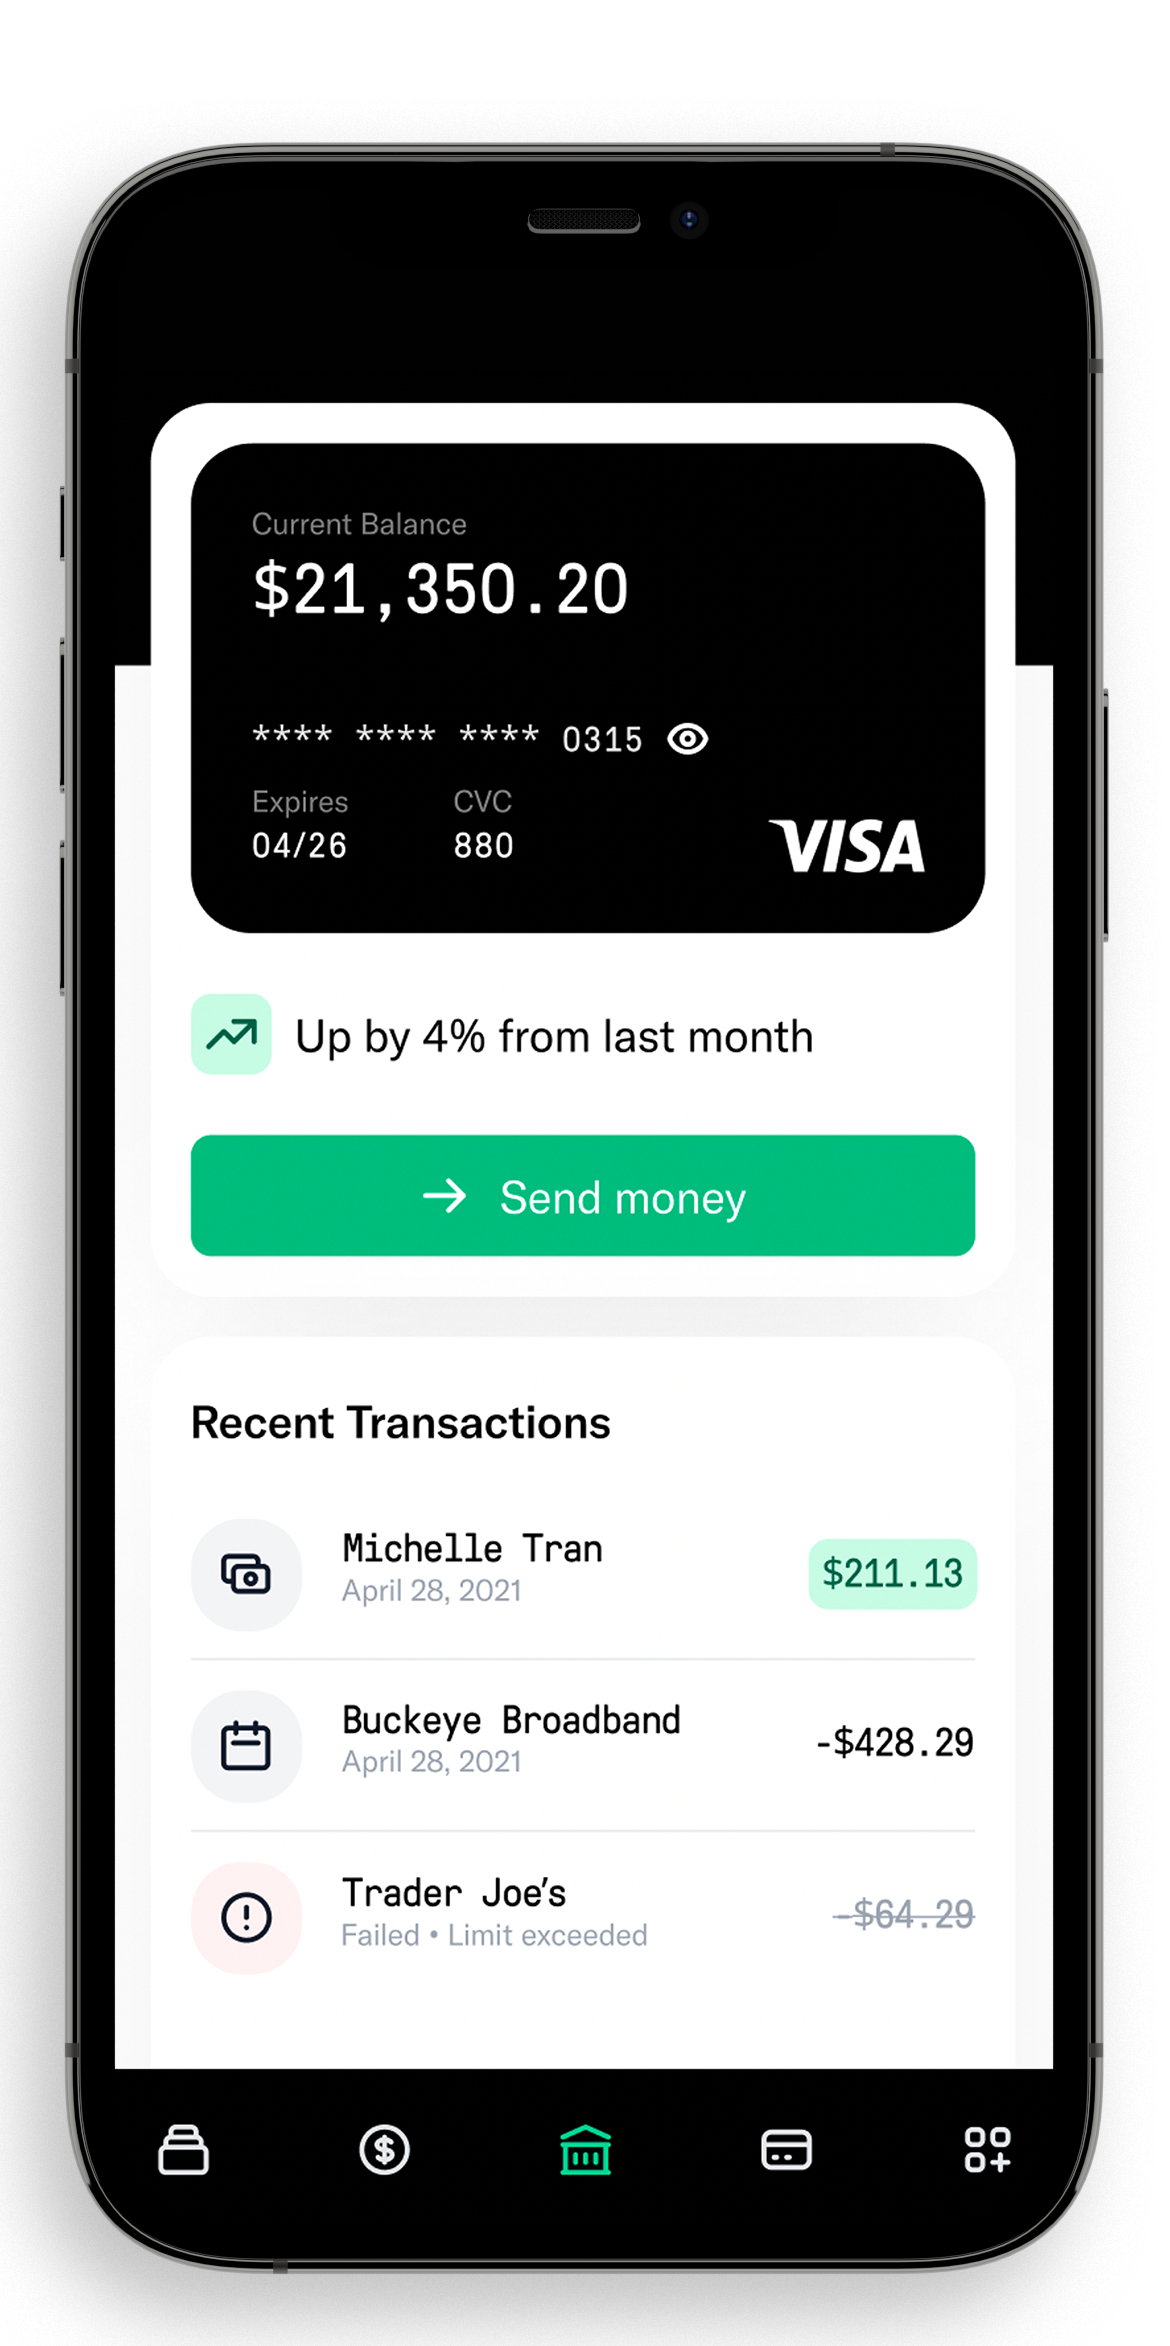 Current Balance
$21,350.20
**** **** **** 0315
Expires CVC
04/26 880
VISA
Up by 4% from last month
Send money
Recent Transactions
Michelle Tran
April 28, 2021
$211.13
Buckeye Broadband
April 28, 2021
-$428.29
Trader Joe's
Failed • Limit exceeded
-$64.29